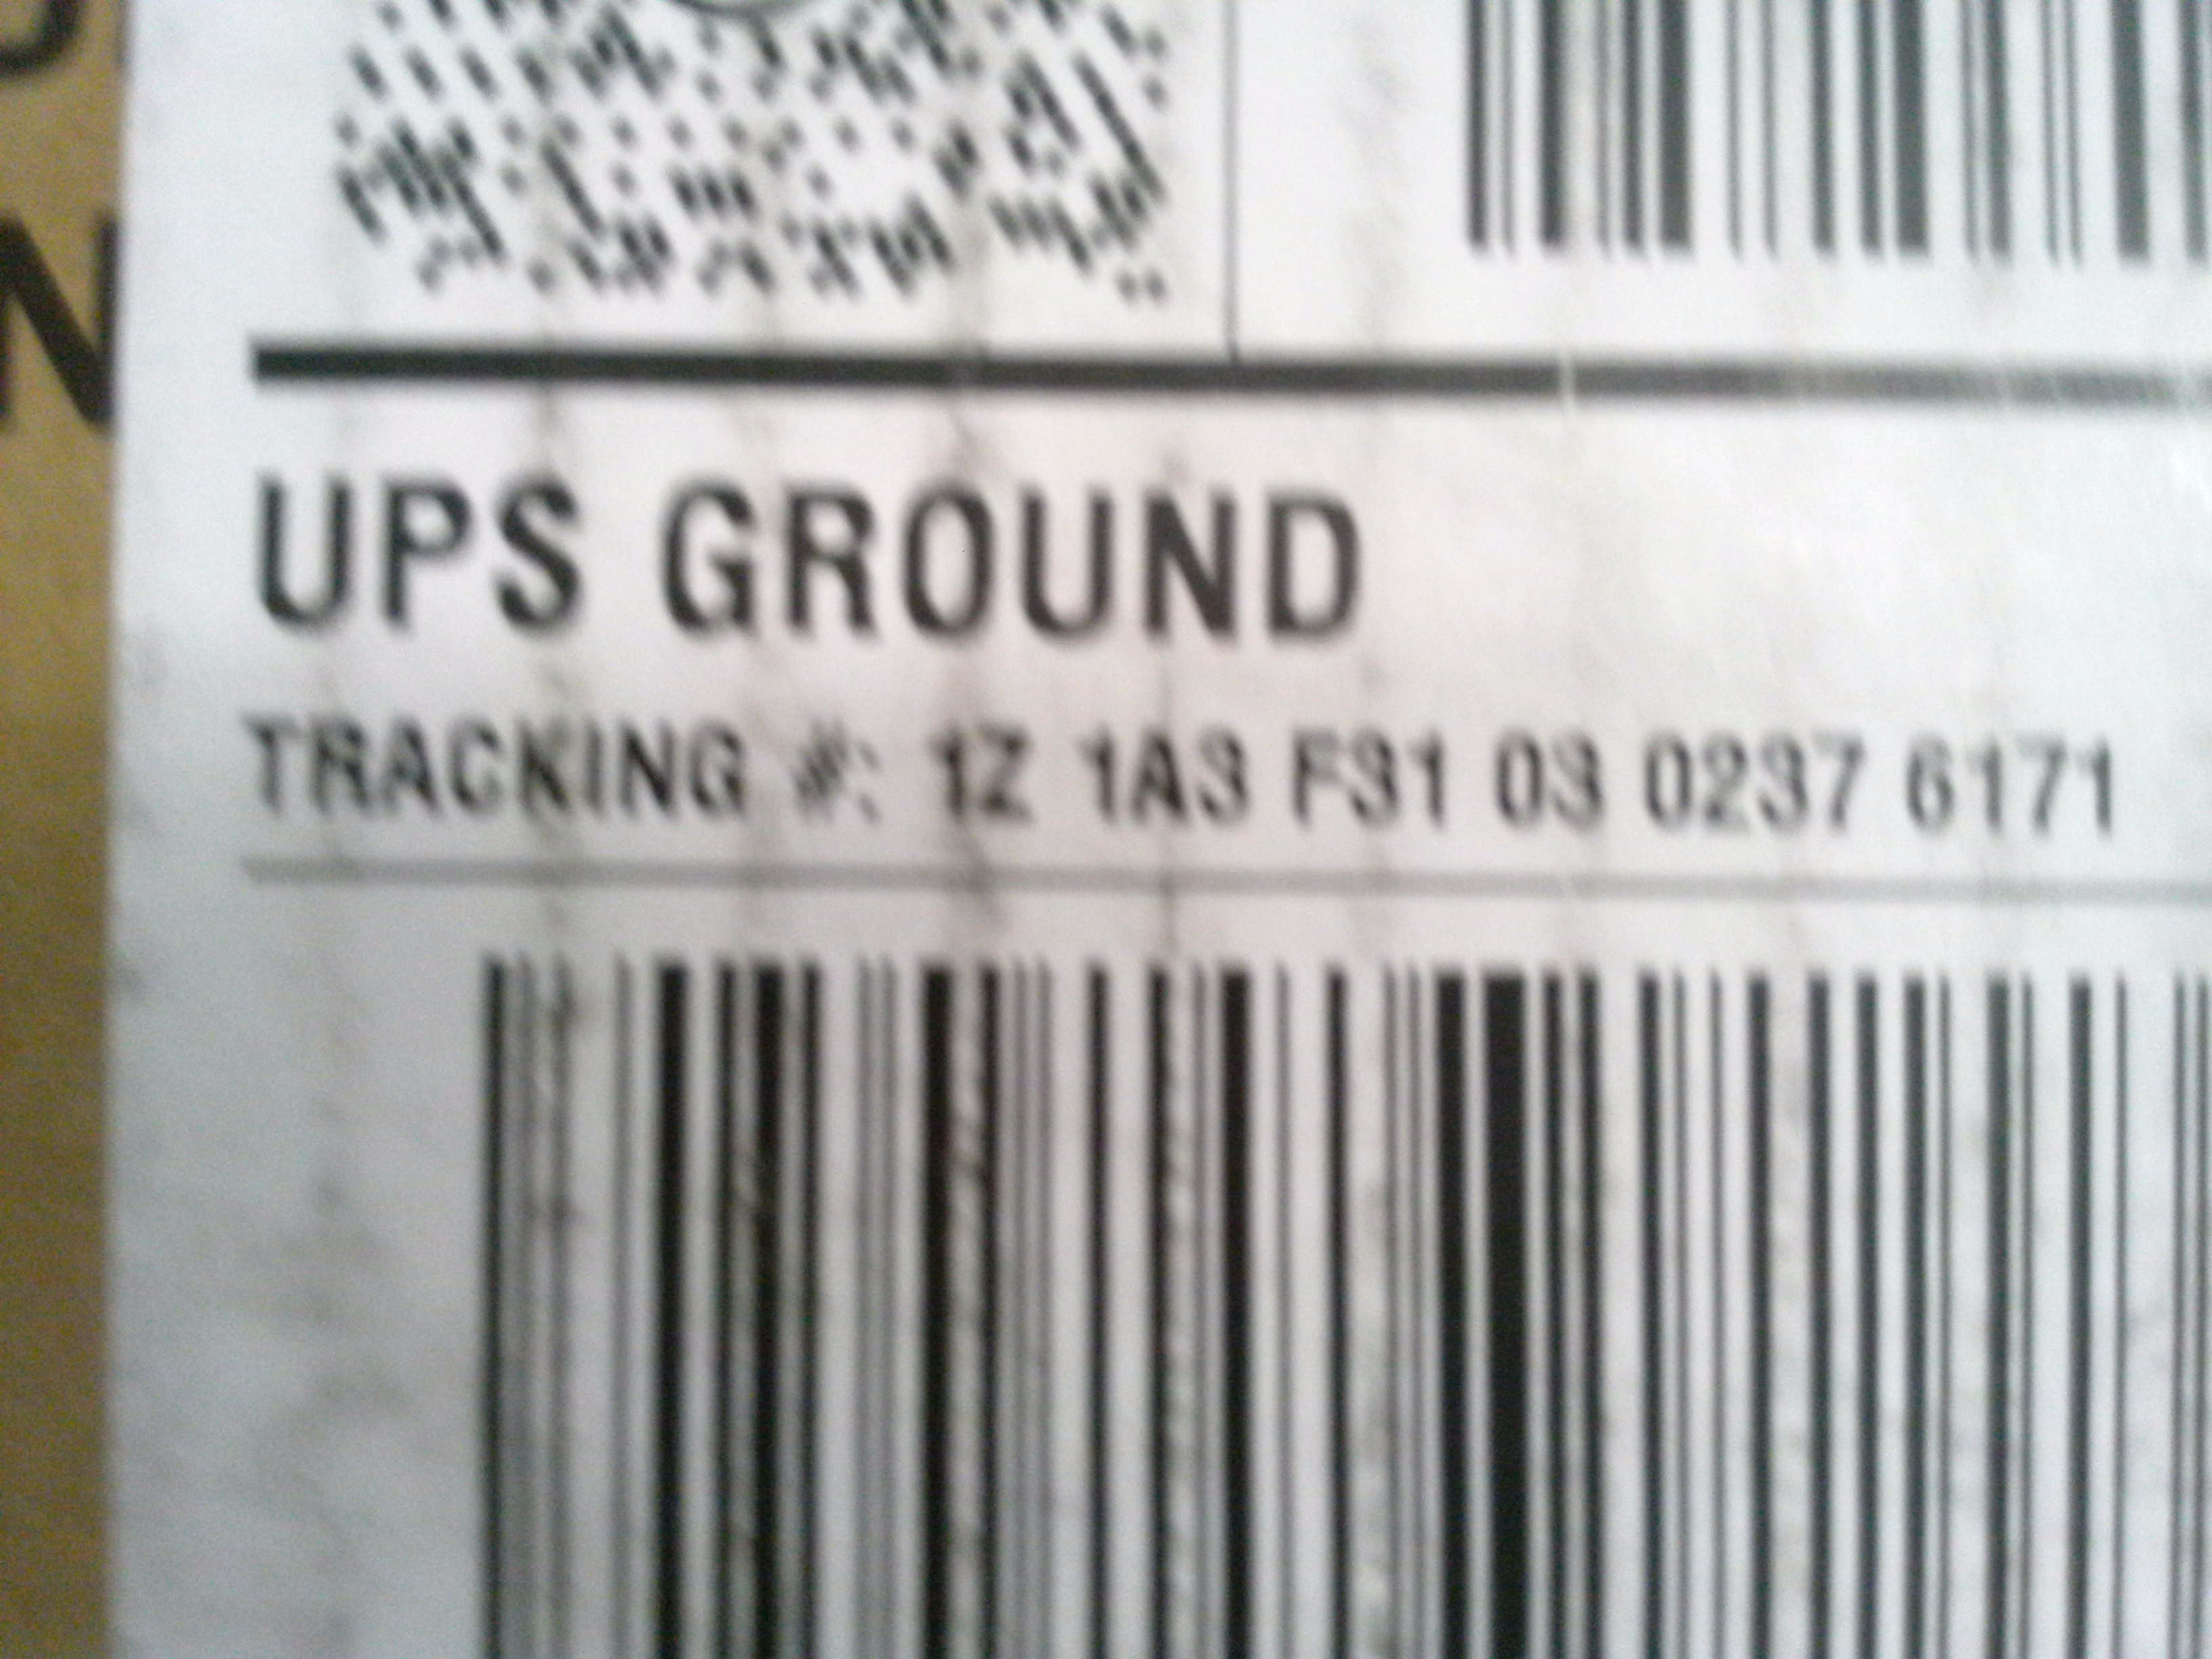 UPS GROUND
TRACKING #: 1Z 1A3 F31 03 0237 6171